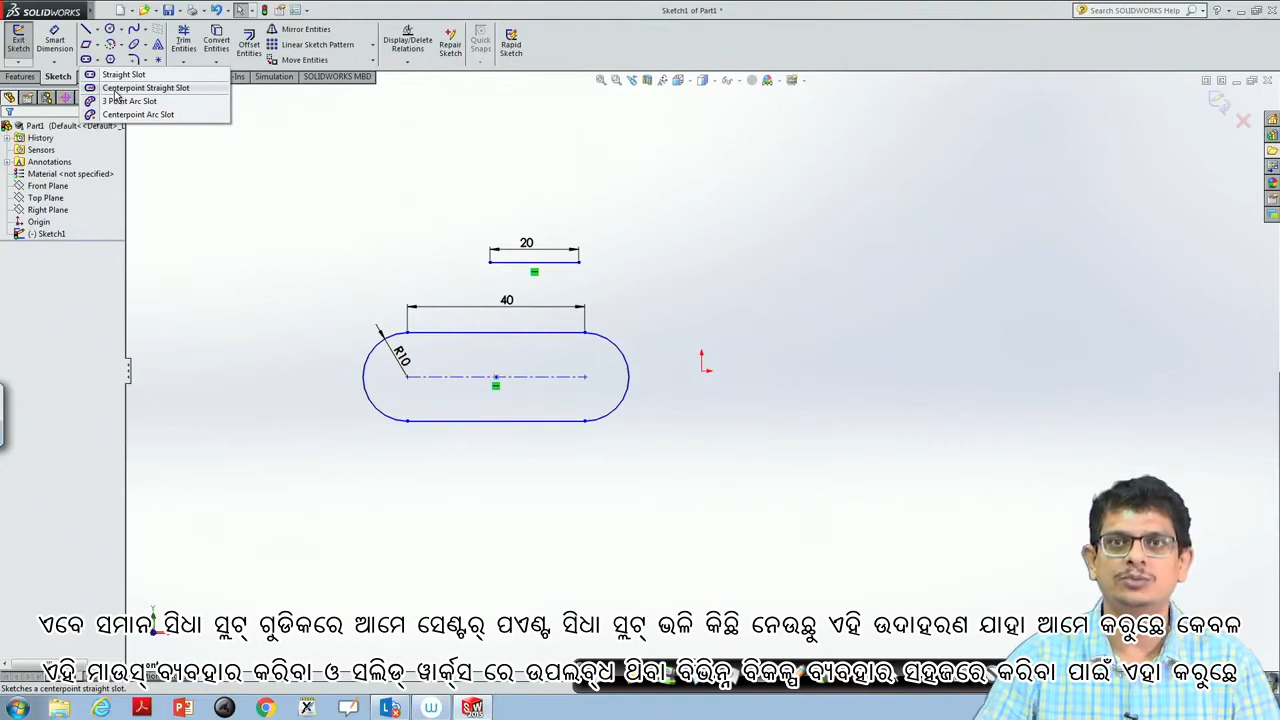 SOLIDWORKS
Sketch1 of Part1 *
Search SOLIDWORKS Help
Exit Sketch
Smart Dimension
Trim Entities
Convert Entities
Offset Entities
Mirror Entities
Linear Sketch Pattern
Move Entities
Display/Delete Relations
Repair Sketch
Quick Snaps
Rapid Sketch
Features
Sketch
Simulation
SOLIDWORKS MBD
Straight Slot
Centerpoint Straight Slot
3 Point Arc Slot
Centerpoint Arc Slot
Part1 (Default<<Default>_D
History
Sensors
Annotations
Material <not specified>
Front Plane
Top Plane
Right Plane
Origin
(-) Sketch1
20
40
R10
ଏବେ ସମାନ ସିଧା ସ୍ଲଟ୍ ଗୁଡିକରେ ଆମେ ସେଣ୍ଟର୍ ପଏଣ୍ଟ ସିଧା ସ୍ଲଟ୍ ଭଳି କିଛି ନେଉଛୁ ଏହି ଉଦାହରଣ ଯାହା ଆମେ କରୁଛେ କେବଳ
ଏହି ମାଉସ୍ ବ୍ୟବହାର କରିବା ଓ ସଲିଡ୍ ୱାର୍କ୍ସ ରେ ଉପଲବ୍ଧ ଥିବା ବିଭିନ୍ନ ବିକଳ୍ପ ବ୍ୟବହାର ସହଜରେ କରିବା ପାଇଁ ଏହା କରୁଛେ
Sketches a centerpoint straight slot.